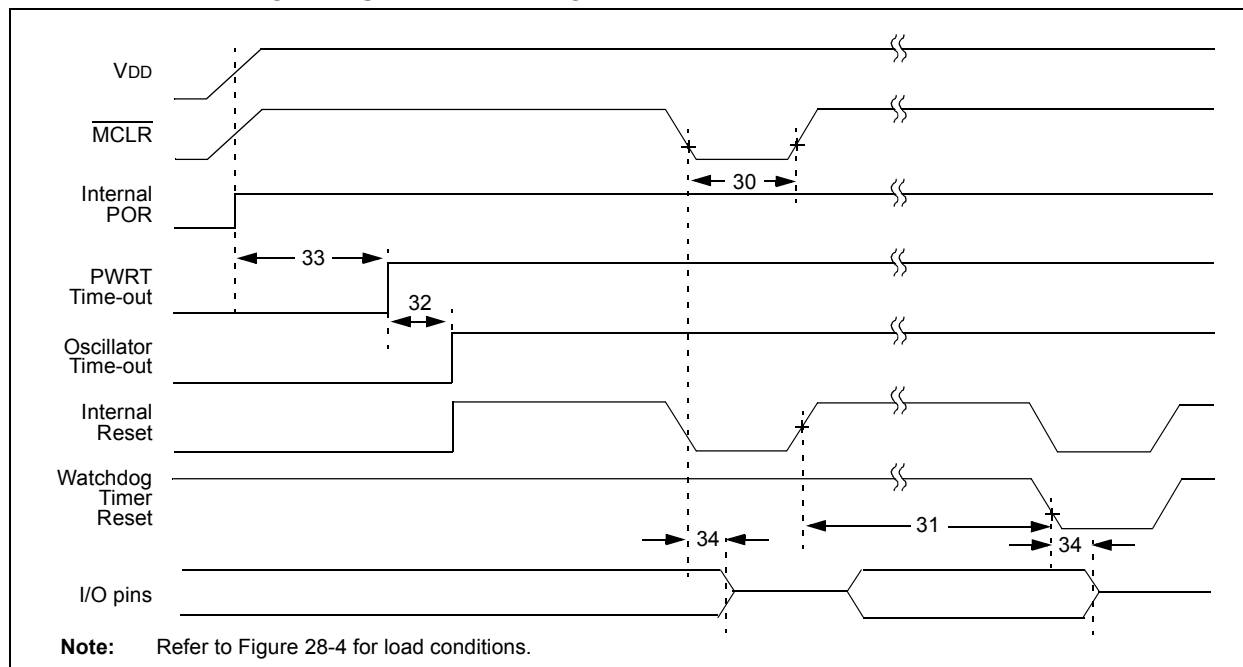 VDD
MCLR
30
Internal
POR
33
PWRT
Time-out
32
Oscillator
Time-out
Internal
Reset
Watchdog
Timer
Reset
31
34
34
I/O pins
Note: Refer to Figure 28-4 for load conditions.